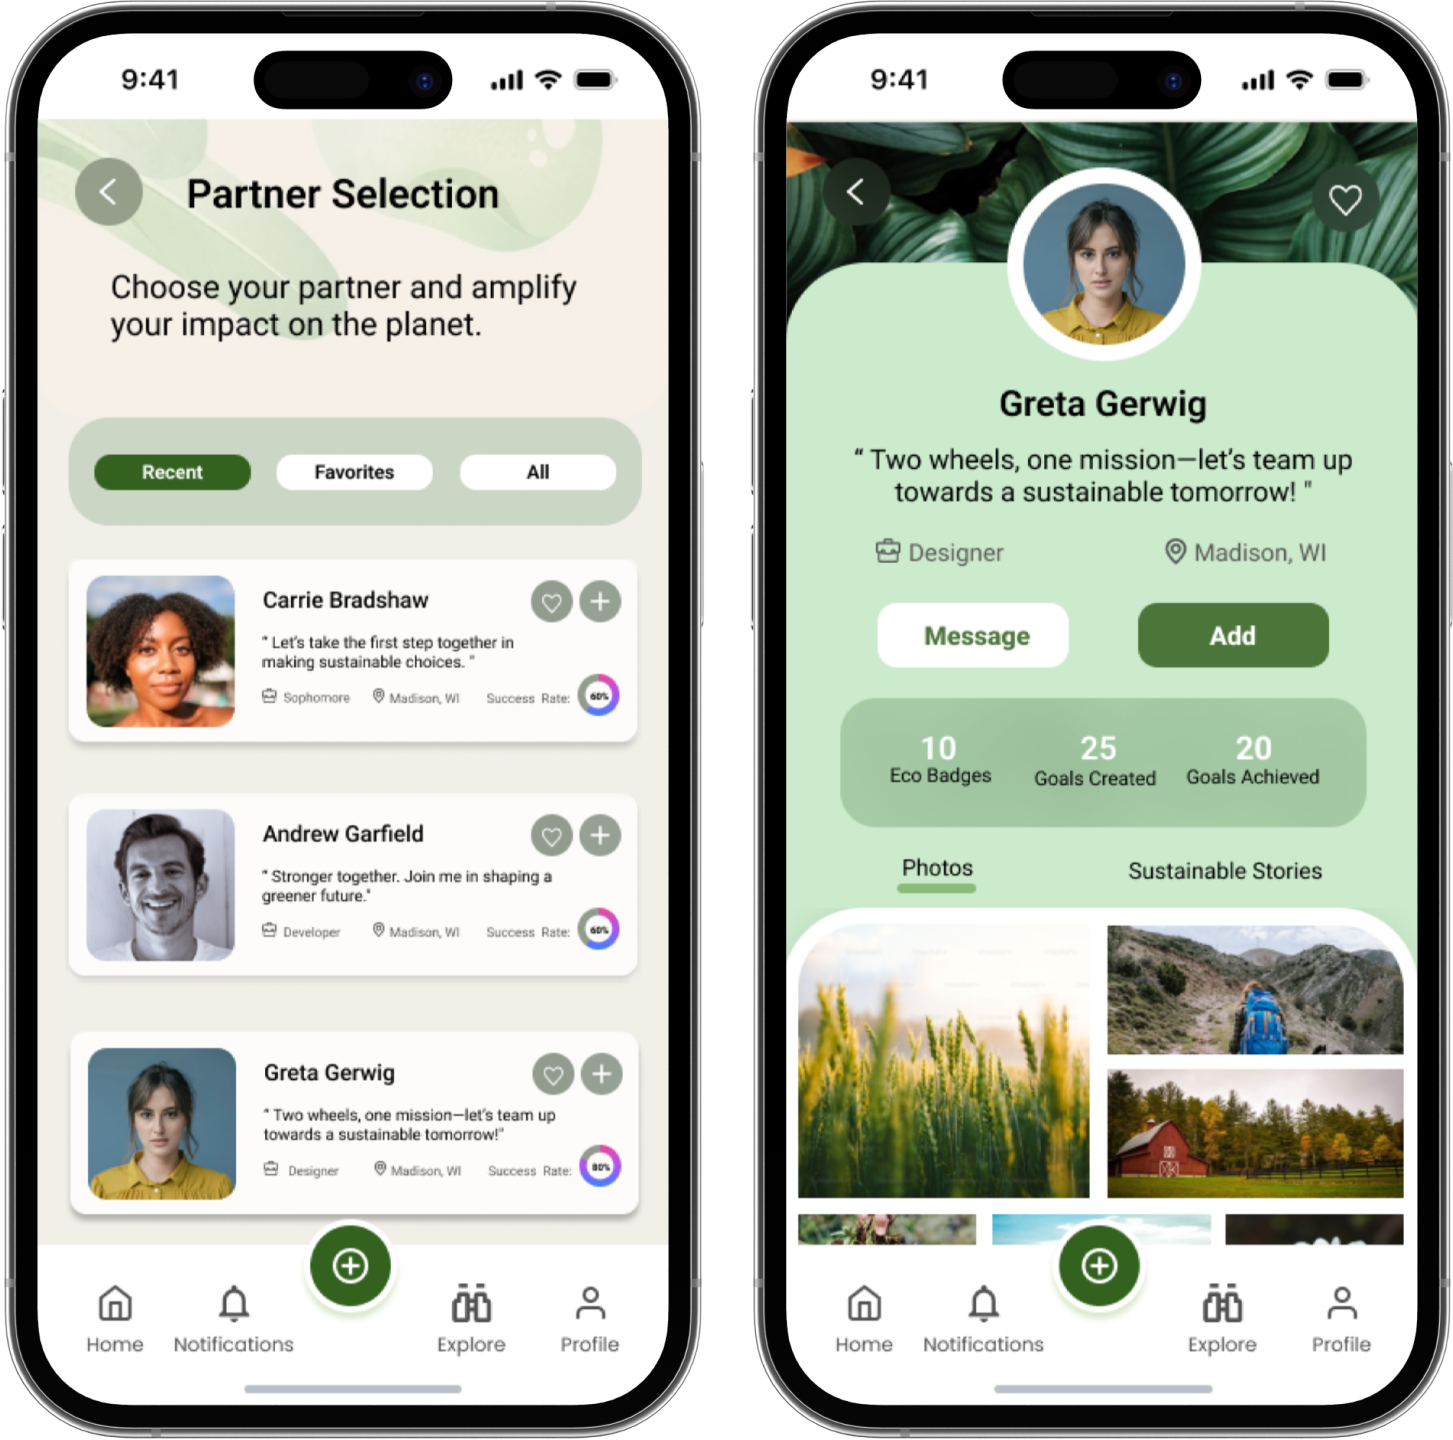 9:41
Partner Selection
Choose your partner and amplify
your impact on the planet.
Recent
Favorites
All
Carrie Bradshaw
“ Let's take the first step together in
making sustainable choices. "
Sophomore
Madison, WI
Success Rate:
60%
Andrew Garfield
“ Stronger together. Join me in shaping a
greener future."
Developer
Madison, WI
Success Rate:
60%
Greta Gerwig
“ Two wheels, one mission—let's team up
towards a sustainable tomorrow!"
Designer
Madison, WI
Success Rate:
80%
Home
Notifications
Explore
Profile
9:41
Greta Gerwig
“ Two wheels, one mission—let’s team up
towards a sustainable tomorrow! "
Designer
Madison, WI
Message
Add
10
Eco Badges
25
Goals Created
20
Goals Achieved
Photos
Sustainable Stories
Home
Notifications
Explore
Profile